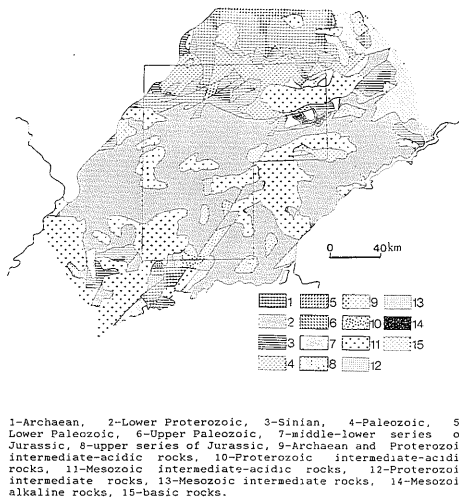 0 40km
1 5 9 13
2 6 10 14
3 7 11 15
4 8 12
1-Archaean, 2-Lower Proterozoic, 3-Sinian, 4-Paleozoic, 5
Lower Paleozoic, 6-Upper Paleozoic, 7-middle-lower series o
Jurassic, 8-upper series of Jurassic, 9-Archaean and Proterozoi
intermediate-acidic rocks, 10-Proterozoic intermediate-acidi
rocks, 11-Mesozoic intermediate-acidic rocks, 12-Proterozoi
intermediate rocks, 13-Mesozoic intermediate rocks, 14-Mesozoi
alkaline rocks, 15-basic rocks.